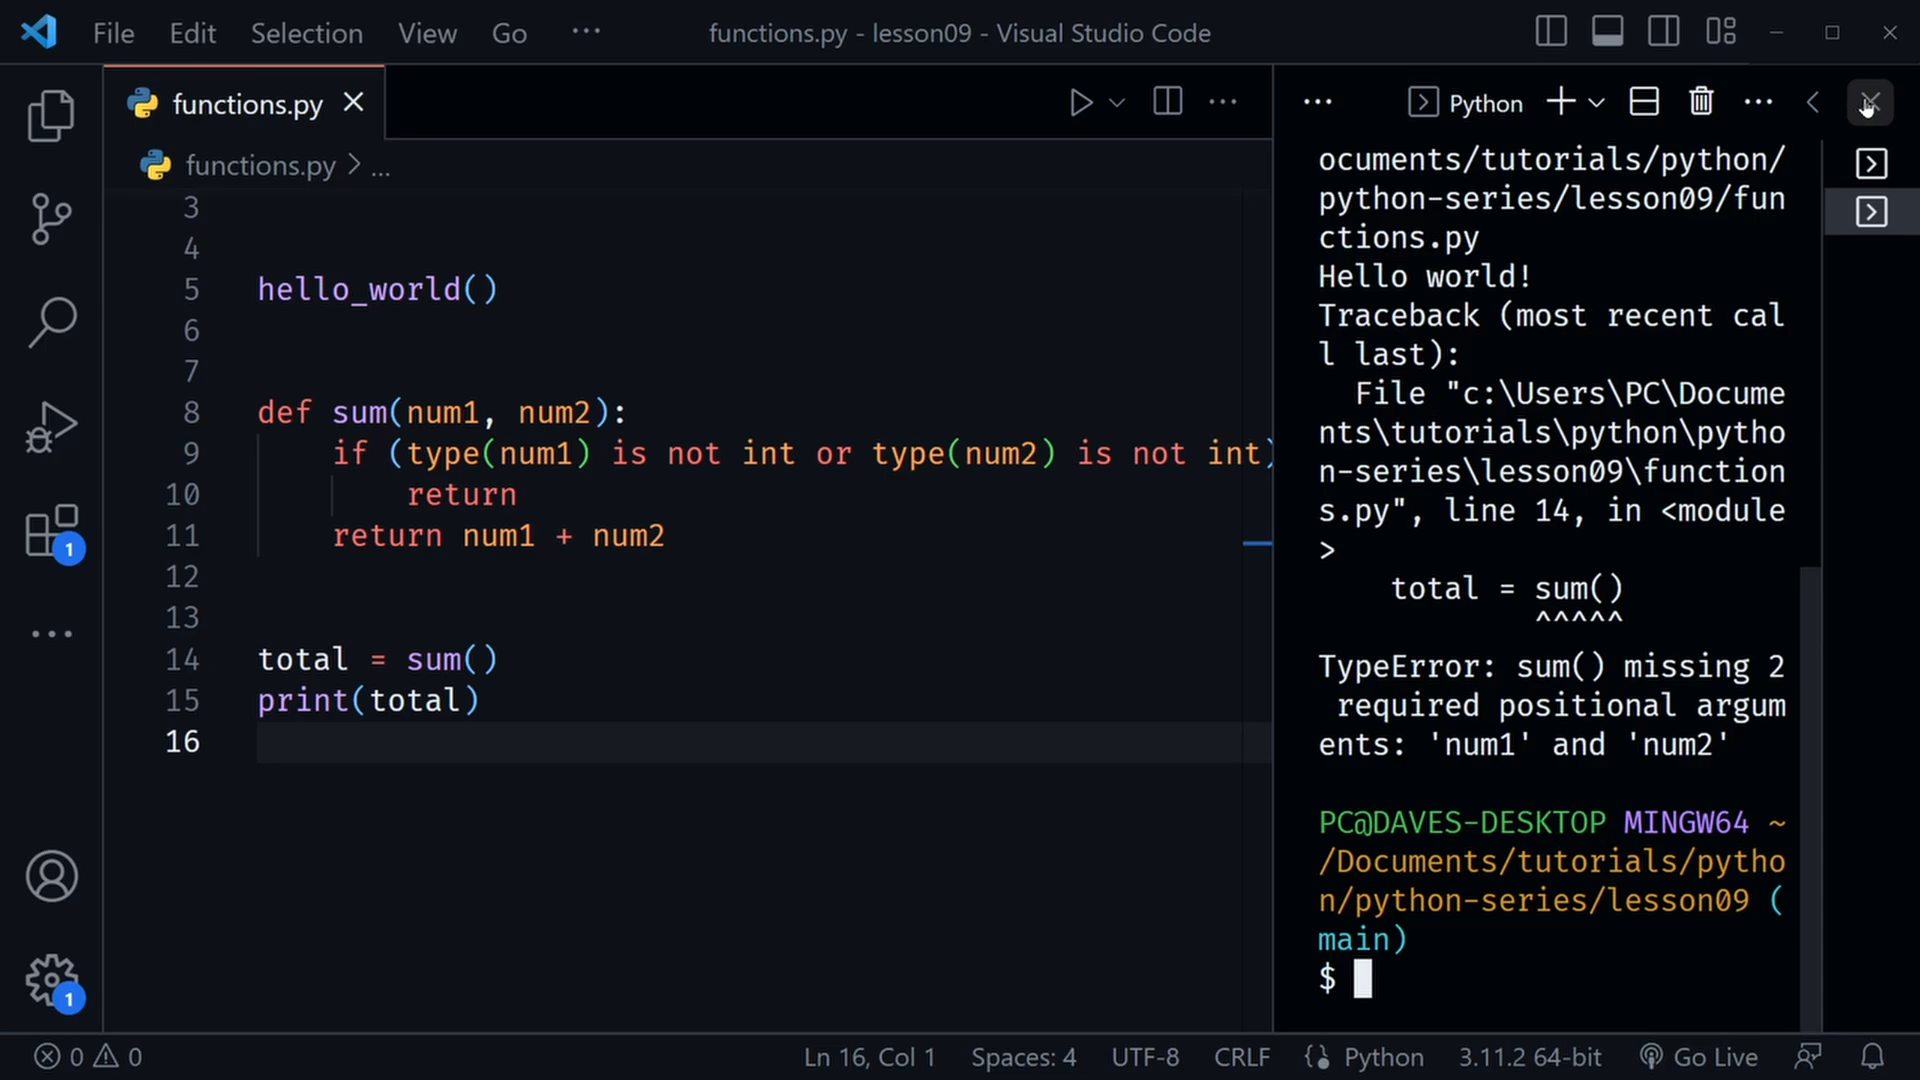 File Edit Selection View Go ··· functions.py - lesson09 - Visual Studio Code
functions.py
functions.py > ...
3
4
5 hello_world()
6
7
8 def sum(num1, num2):
9 if (type(num1) is not int or type(num2) is not int)
10 return
11 return num1 + num2
12
13
14 total = sum()
15 print(total)
16
Python
ocuments/tutorials/python/
python-series/lesson09/fun
ctions.py
Hello world!
Traceback (most recent cal
l last):
File "c:\Users\PC\Docume
nts\tutorials\python\pytho
n-series\lesson09\function
s.py", line 14, in <module
>
total = sum()
^^^^^
TypeError: sum() missing 2
required positional argum
ents: 'num1' and 'num2'
PC@DAVES-DESKTOP MINGW64 ~
/Documents/tutorials/pytho
n/python-series/lesson09 (
main)
$
1
1
0 0 Ln 16, Col 1 Spaces: 4 UTF-8 CRLF Python 3.11.2 64-bit Go Live